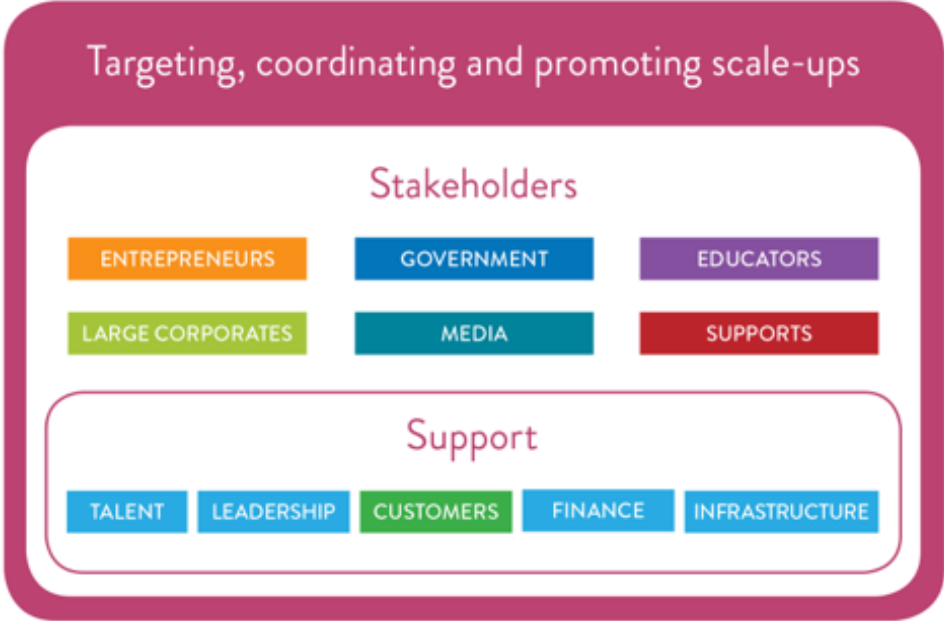 Targeting, coordinating and promoting scale-ups
Stakeholders
ENTREPRENEURS
GOVERNMENT
EDUCATORS
LARGE CORPORATES
MEDIA
SUPPORTS
Support
TALENT
LEADERSHIP
CUSTOMERS
FINANCE
INFRASTRUCTURE